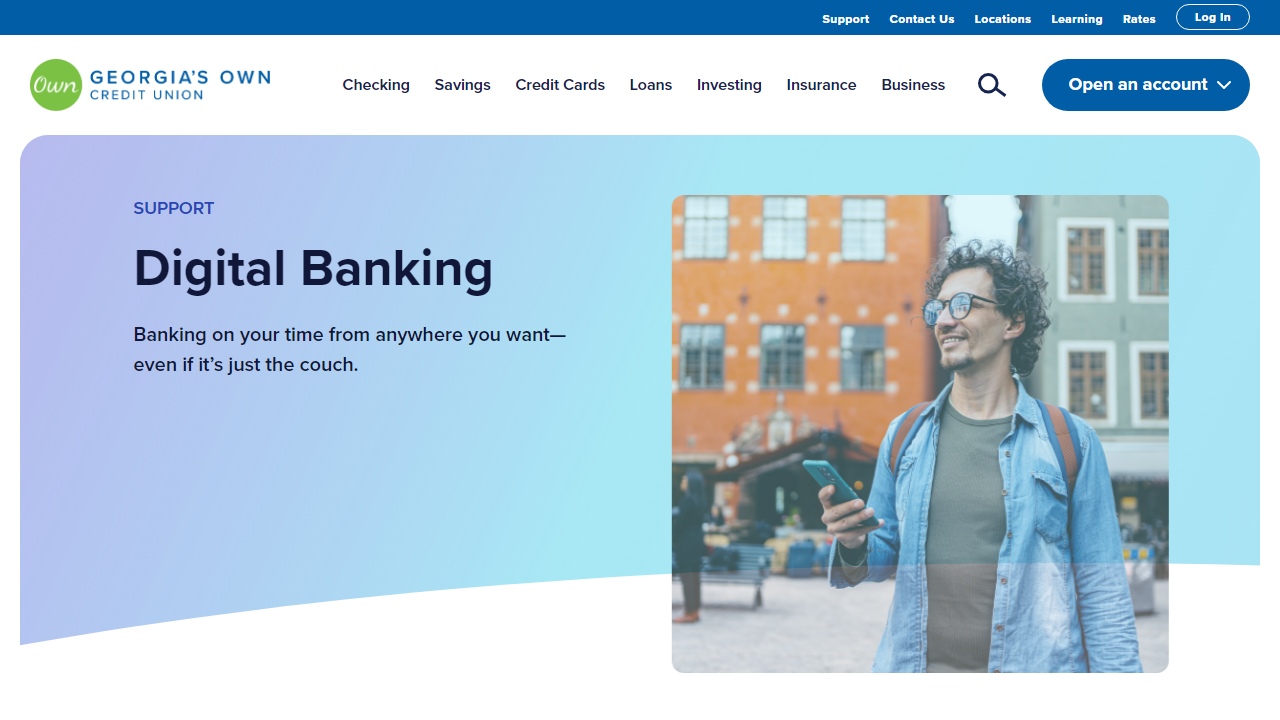 Support Contact Us Locations Learning Rates Log In
Own GEORGIA'S OWN
CREDIT UNION
Checking Savings Credit Cards Loans Investing Insurance Business Open an account
SUPPORT
Digital Banking
Banking on your time from anywhere you want—
even if it’s just the couch.